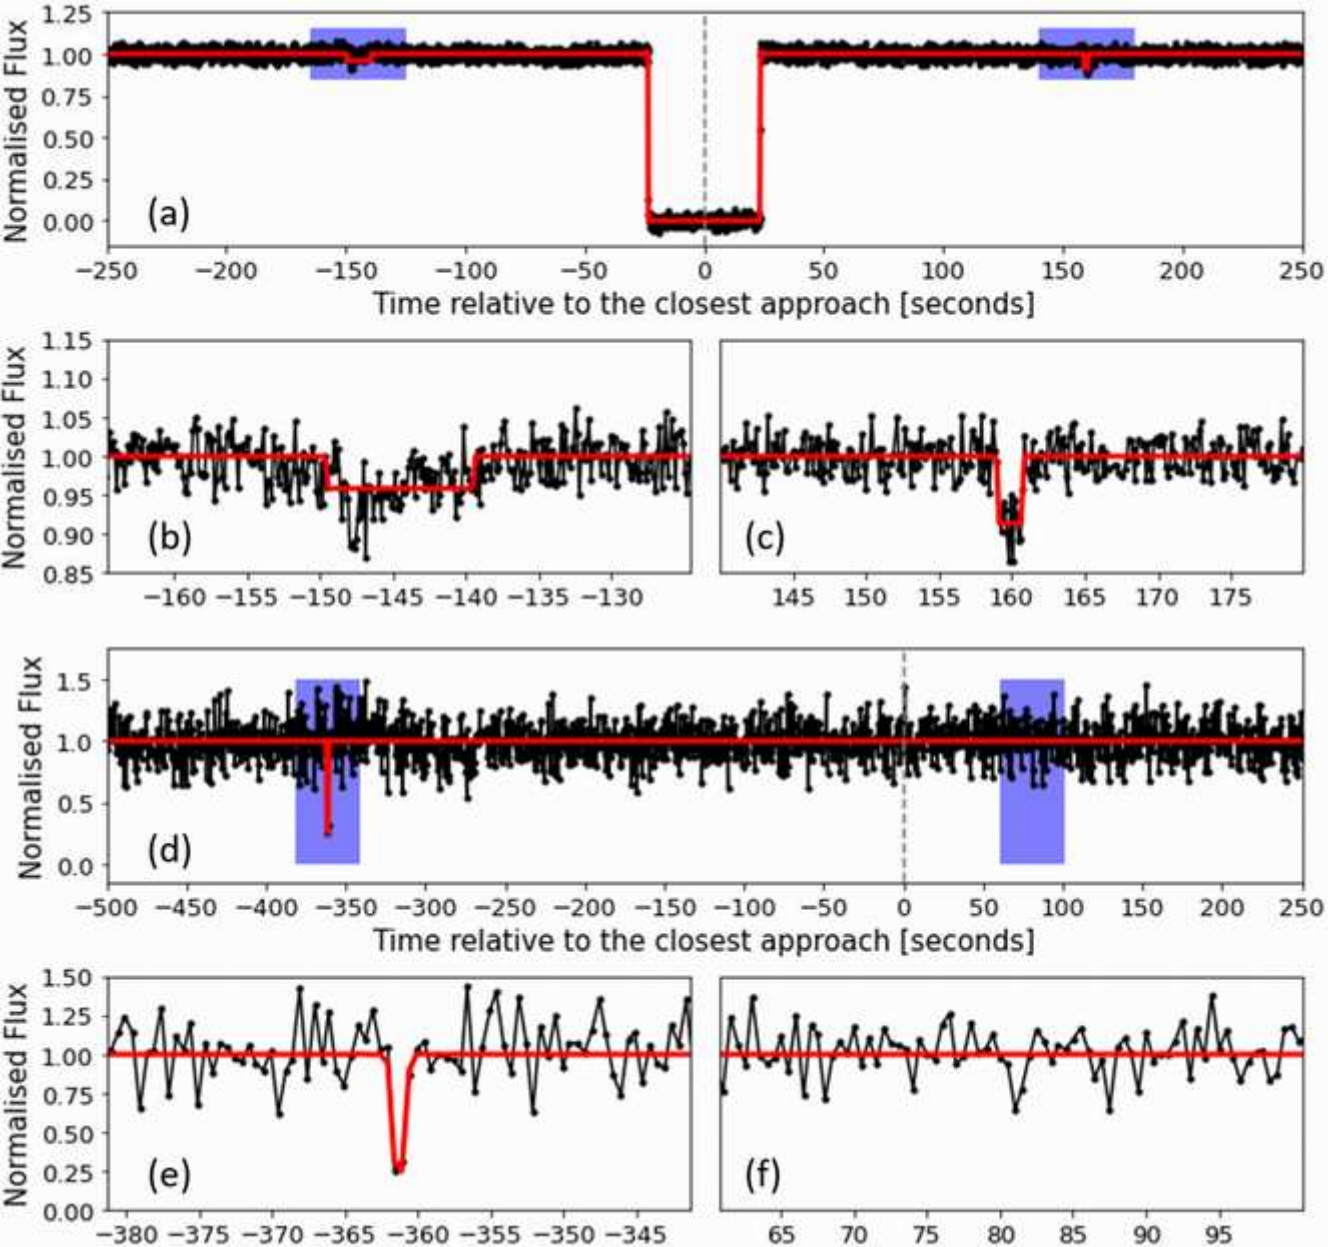 Normalised Flux
1.25
1.00
0.75
0.50
0.25
0.00
(a)
−250 −200 −150 −100 −50 0 50 100 150 200 250
Time relative to the closest approach [seconds]
Normalised Flux
1.15
1.10
1.05
1.00
0.95
0.90
0.85
(b)
(c)
−160 −155 −150 −145 −140 −135 −130
145 150 155 160 165 170 175
Normalised Flux
1.5
1.0
0.5
0.0
(d)
−500 −450 −400 −350 −300 −250 −200 −150 −100 −50 0 50 100 150 200 250
Time relative to the closest approach [seconds]
Normalised Flux
1.50
1.25
1.00
0.75
0.50
0.25
0.00
(e)
(f)
−380 −375 −370 −365 −360 −355 −350 −345
65 70 75 80 85 90 95